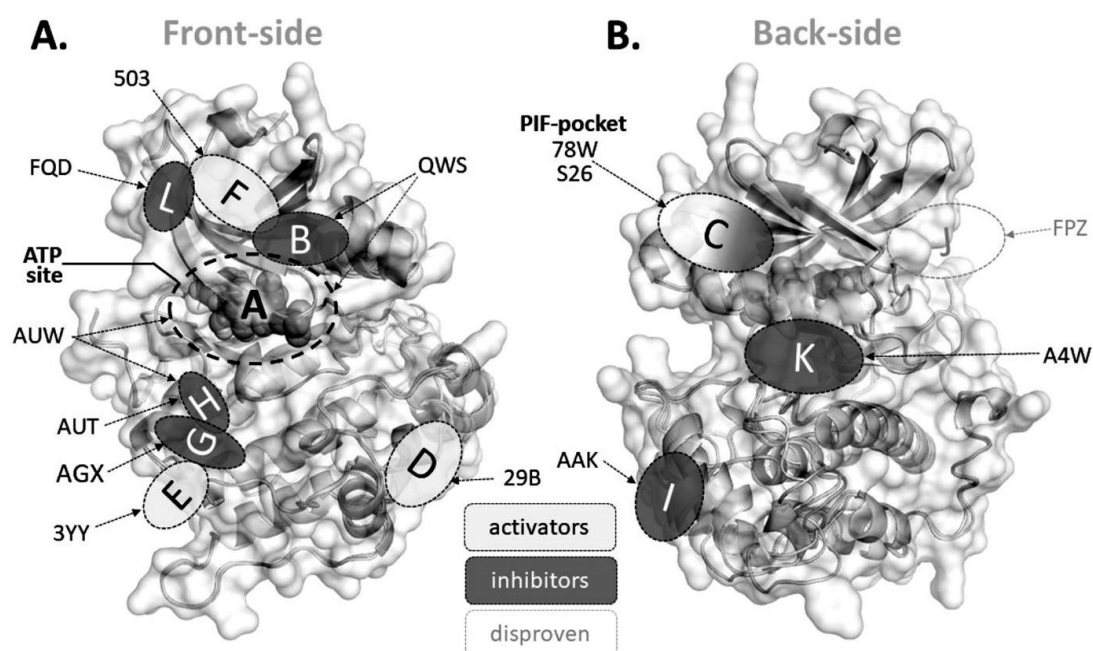 A.
Front-side
B.
Back-side
503
FQD
QWS
L
F
B
ATP
site
A
AUW
H
AUT
G
AGX
E
3YY
D
29B
PIF-pocket
78W
S26
C
FPZ
K
A4W
AAK
I
activators
inhibitors
disproven